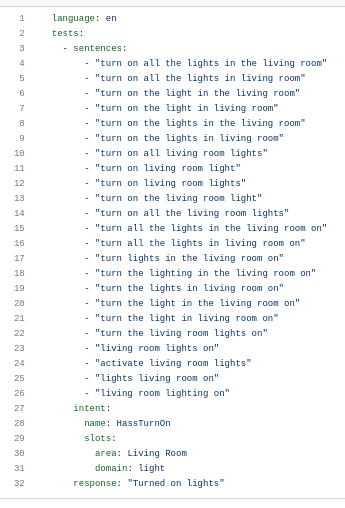 1 language: en
2 tests:
3   - sentences:
4       - "turn on all the lights in the living room"
5       - "turn on all the lights in living room"
6       - "turn on the light in the living room"
7       - "turn on the light in living room"
8       - "turn on the lights in the living room"
9       - "turn on the lights in living room"
10       - "turn on all living room lights"
11       - "turn on living room light"
12       - "turn on living room lights"
13       - "turn on the living room light"
14       - "turn on all the living room lights"
15       - "turn all the lights in the living room on"
16       - "turn all the lights in living room on"
17       - "turn lights in the living room on"
18       - "turn the lighting in the living room on"
19       - "turn the lights in living room on"
20       - "turn the light in the living room on"
21       - "turn the light in living room on"
22       - "turn the living room lights on"
23       - "living room lights on"
24       - "activate living room lights"
25       - "lights living room on"
26       - "living room lighting on"
27     intent:
28       name: HassTurnOn
29       slots:
30         area: Living Room
31         domain: light
32     response: "Turned on lights"